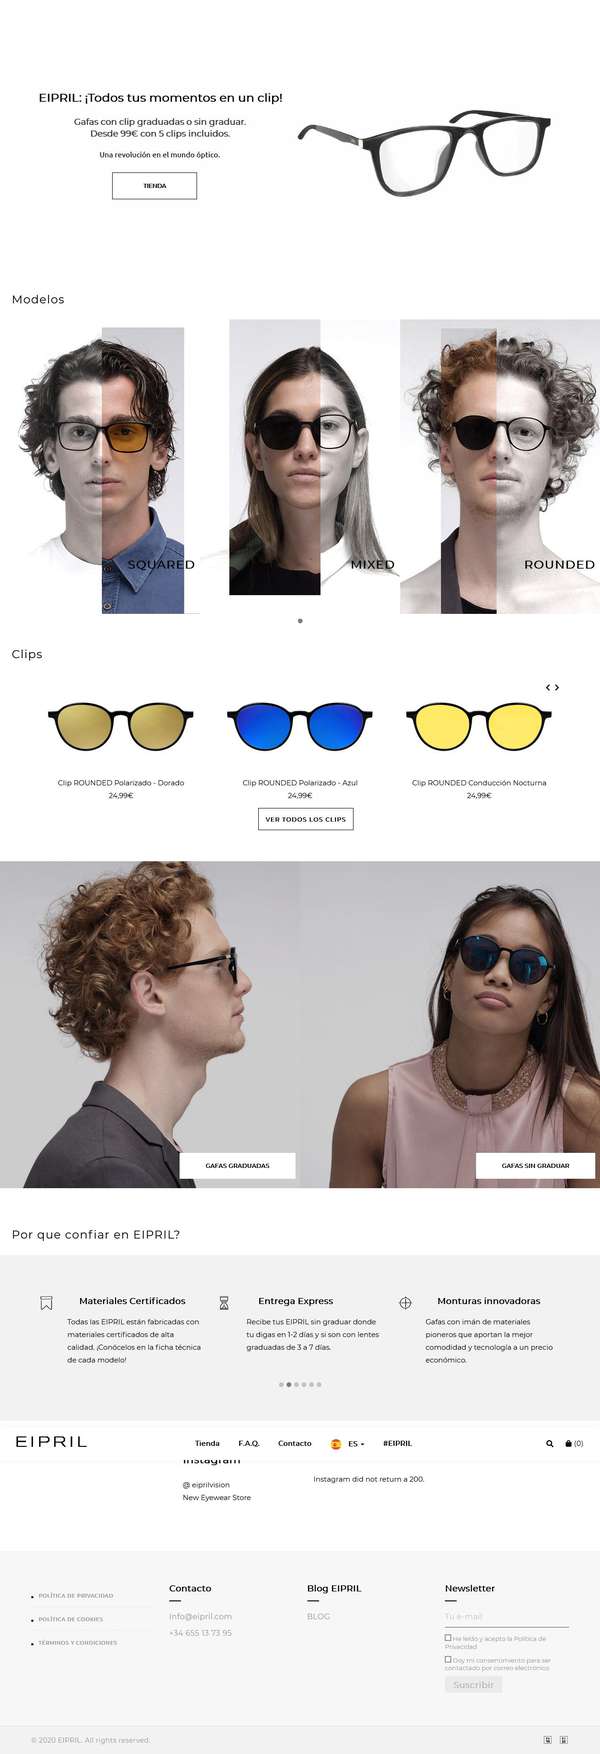 EIPRIL: ¡Todos tus momentos en un clip!
Gafas con clip graduadas o sin graduar.
Desde 99€ con 5 clips incluidos.
Una revolución en el mundo óptico.
TIENDA
Modelos
SQUARED
MIXED
ROUNDED
Clips
Clip ROUNDED Polarizado - Dorado
24,99€
Clip ROUNDED Polarizado - Azul
24,99€
Clip ROUNDED Conducción Nocturna
24,99€
VER TODOS LOS CLIPS
GAFAS GRADUADAS
GAFAS SIN GRADUAR
Por que confiar en EIPRIL?
Materiales Certificados
Todas las EIPRIL están fabricadas con
materiales certificados de alta
calidad. ¡Conócelos en la ficha técnica
de cada modelo!
Entrega Express
Recibe tus EIPRIL sin graduar donde
tu digas en 1-2 días y si son con lentes
graduadas de 3 a 7 días.
Monturas innovadoras
Gafas con imán de materiales
pioneros que aportan la mejor
comodidad y tecnología a un precio
económico.
EIPRIL
Tienda
F.A.Q.
Contacto
ES
#EIPRIL
(0)
Instagram
@ eiprilvision
New Eyewear Store
Instagram did not return a 200.
POLÍTICA DE PRIVACIDAD
POLÍTICA DE COOKIES
TÉRMINOS Y CONDICIONES
Contacto
Info@eipril.com
+34 655 13 73 95
Blog EIPRIL
BLOG
Newsletter
Tu e-mail
He leído y acepta la Política de
Privacidad
Doy mi consentimiento para ser
contactado por correo electrónico
Suscribir
© 2020 EIPRIL. All rights reserved.